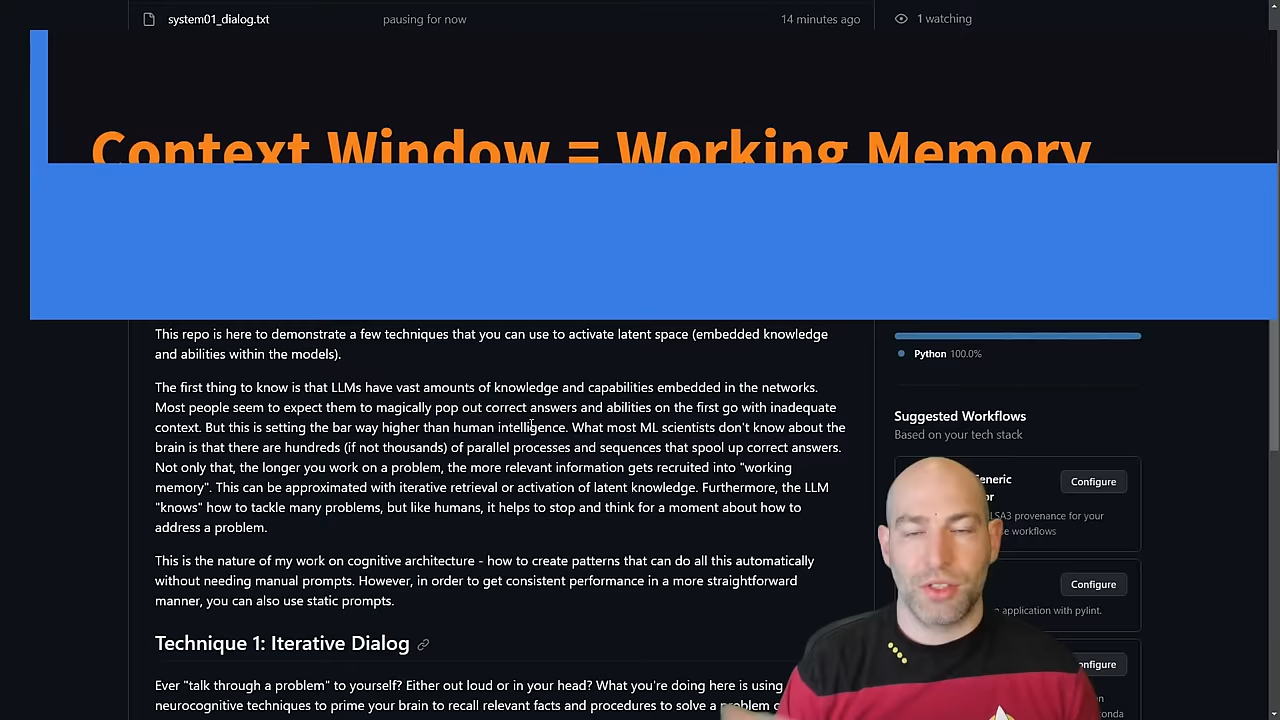 system01_dialog.txt pausing for now 14 minutes ago 1 watching
Context Window = Working Memory
This repo is here to demonstrate a few techniques that you can use to activate latent space (embedded knowledge
and abilities within the models).
The first thing to know is that LLMs have vast amounts of knowledge and capabilities embedded in the networks.
Most people seem to expect them to magically pop out correct answers and abilities on the first go with inadequate
context. But this is setting the bar way higher than human intelligence. What most ML scientists don't know about the
brain is that there are hundreds (if not thousands) of parallel processes and sequences that spool up correct answers.
Not only that, the longer you work on a problem, the more relevant information gets recruited into "working
memory". This can be approximated with iterative retrieval or activation of latent knowledge. Furthermore, the LLM
"knows" how to tackle many problems, but like humans, it helps to stop and think for a moment about how to
address a problem.
This is the nature of my work on cognitive architecture - how to create patterns that can do all this automatically
without needing manual prompts. However, in order to get consistent performance in a more straightforward
manner, you can also use static prompts.
Technique 1: Iterative Dialog
Ever "talk through a problem" to yourself? Either out loud or in your head? What you're doing here is using
neurocognitive techniques to prime your brain to recall relevant facts and procedures to solve a problem
Python 100.0%
Suggested Workflows
Based on your tech stack
Configure
provenance for your
workflows
Configure
application with pylint.